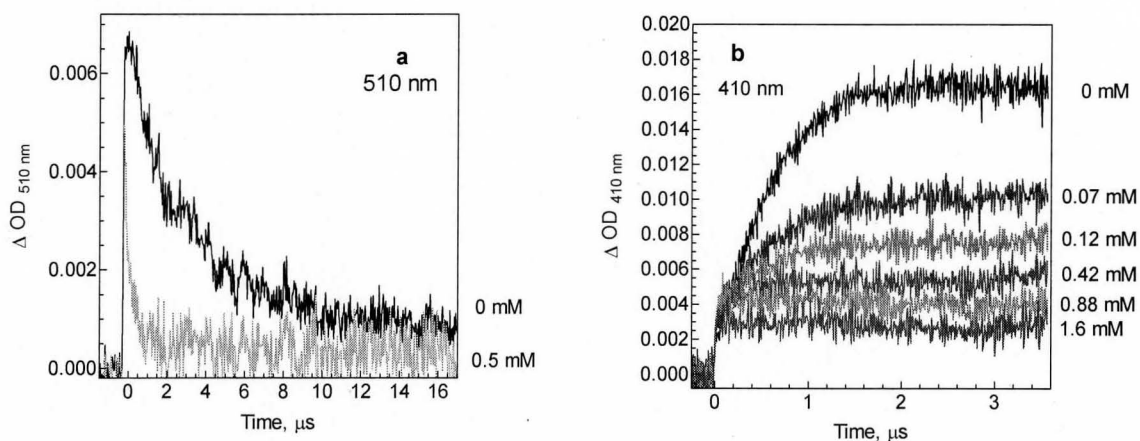 a
510 nm
0.006
0.004
0.002
0.000
Δ OD 510 nm
0 mM
0.5 mM
0 2 4 6 8 10 12 14 16
Time, μs
b
410 nm
0.020
0.018
0.016
0.014
0.012
0.010
0.008
0.006
0.004
0.002
0.000
Δ OD 410 nm
0 mM
0.07 mM
0.12 mM
0.42 mM
0.88 mM
1.6 mM
0 1 2 3
Time, μs